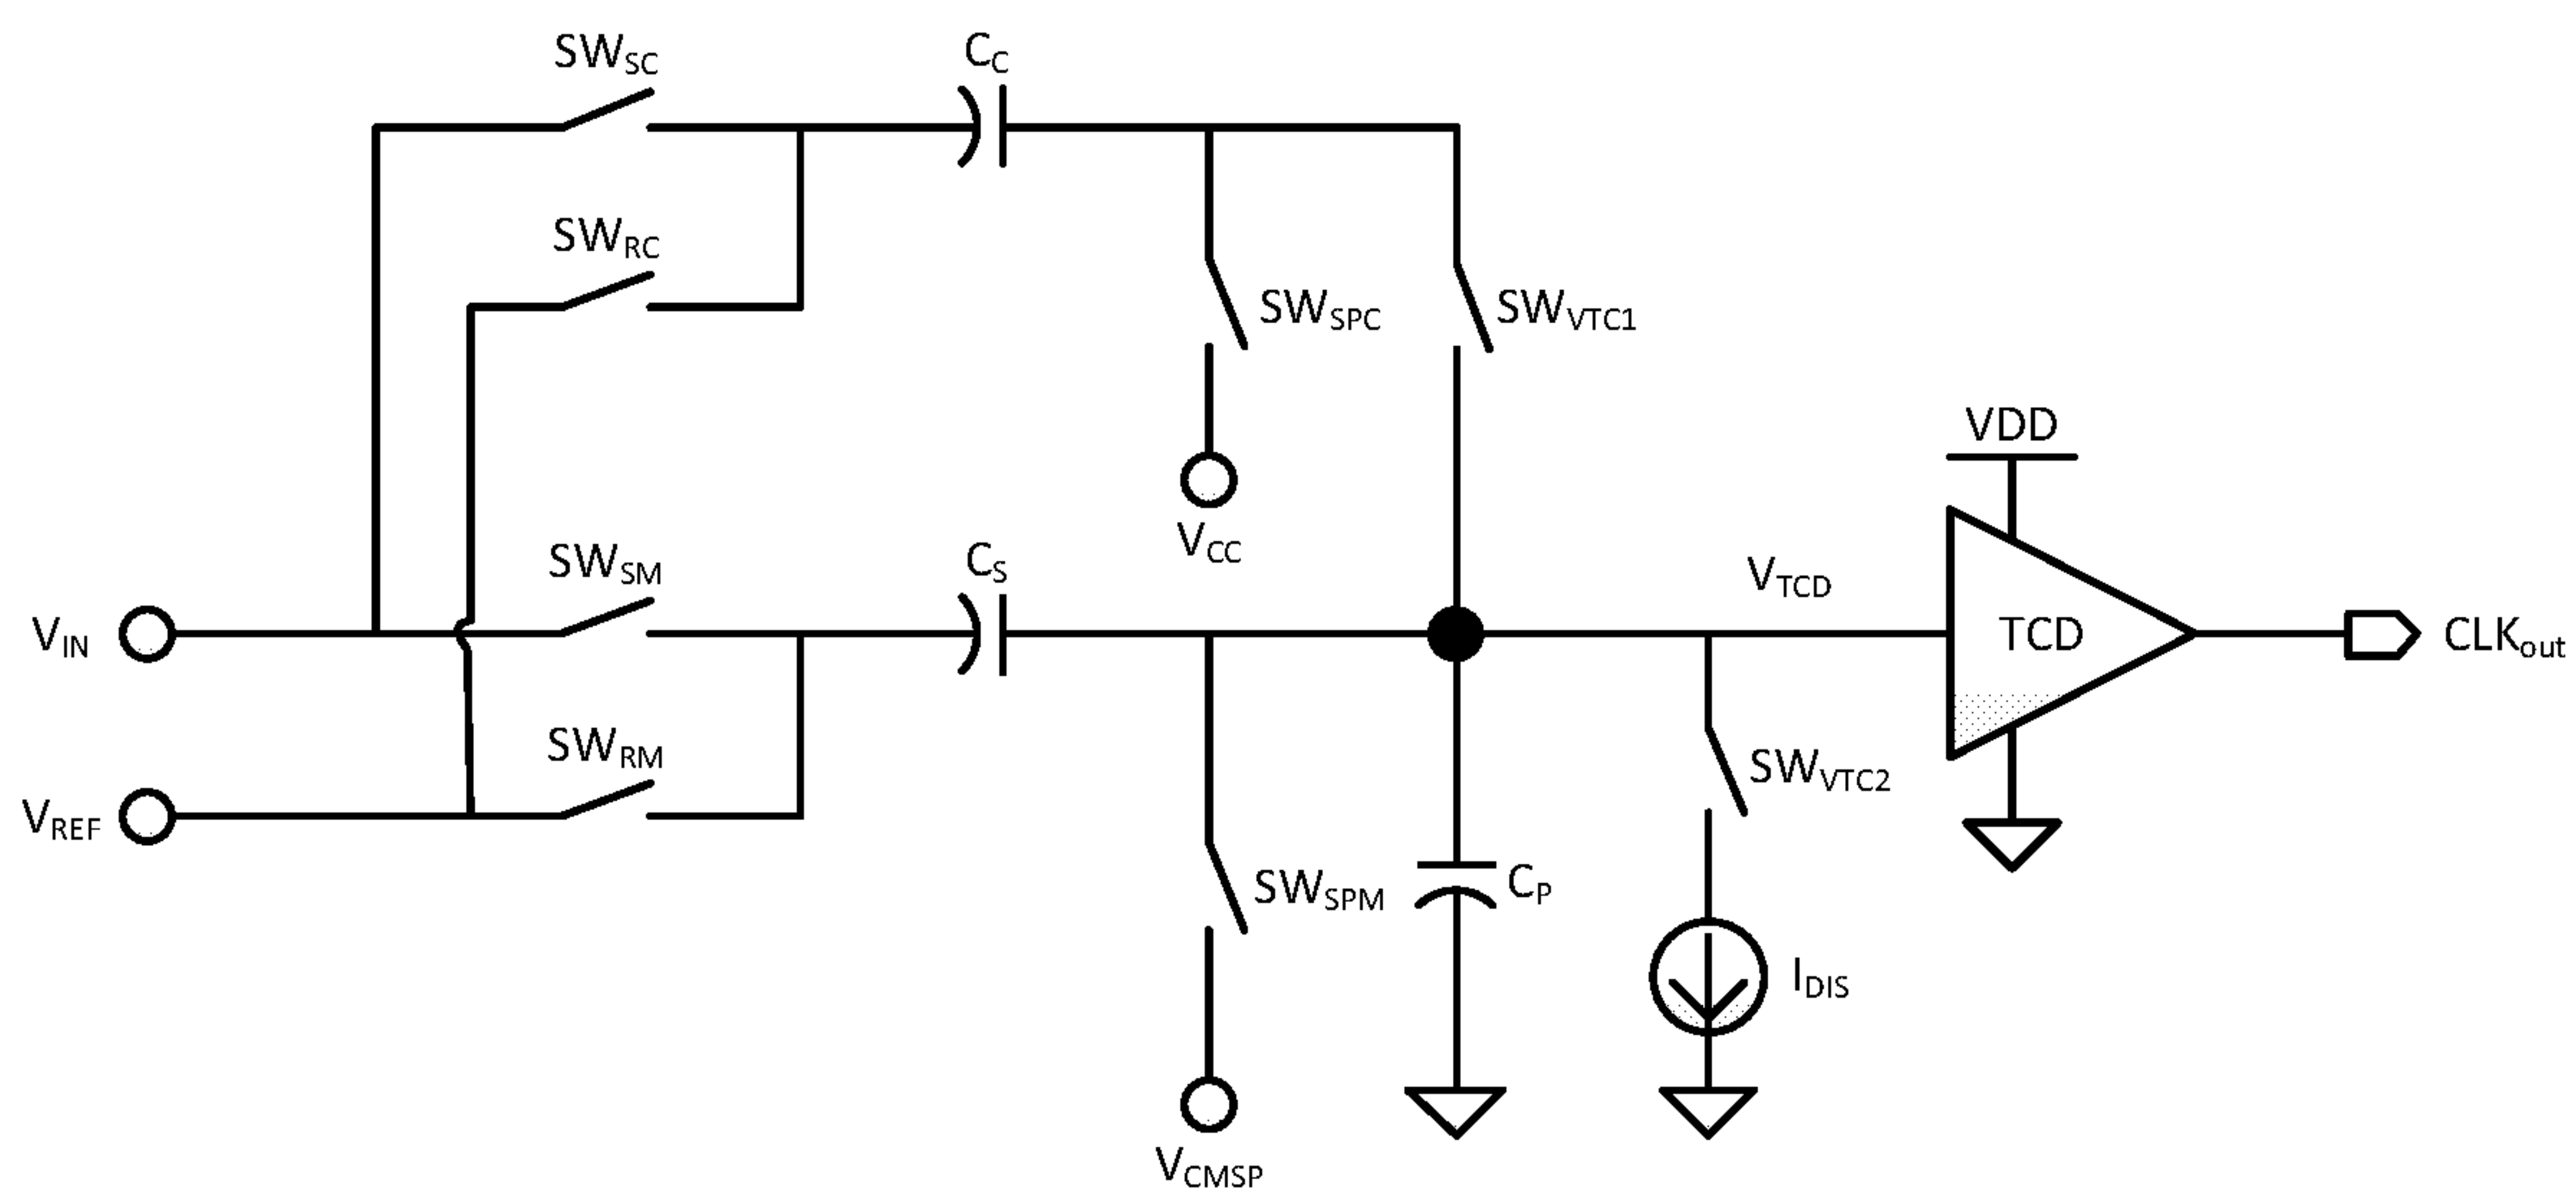 SW_SC
C_C
SW_RC
SW_SPC
SW_VTC1
VDD
V_CC
SW_SM
C_S
V_TCD
V_IN
TCD
CLK_out
SW_RM
SW_VTC2
V_REF
SW_SPM
C_P
I_DIS
V_CMSP